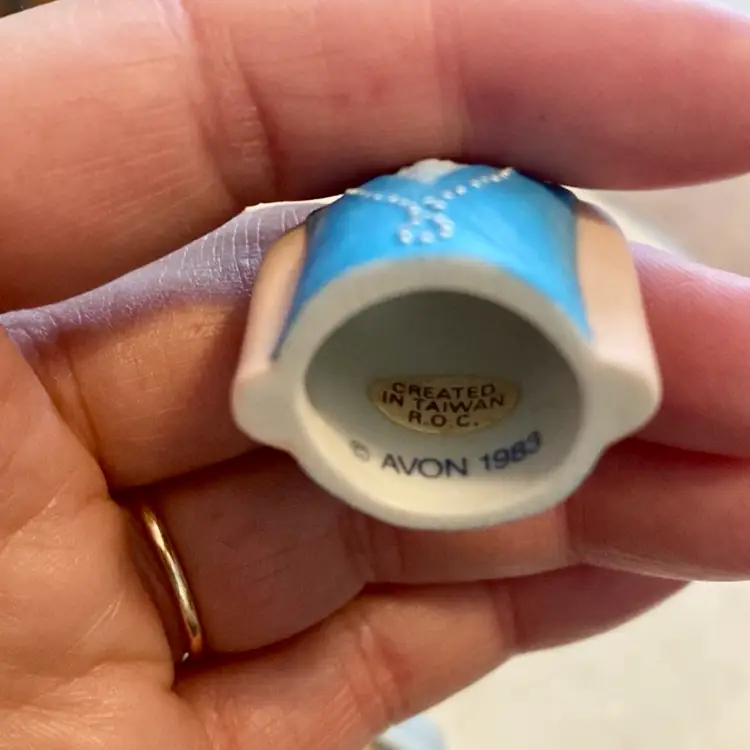 CREATED
IN TAIWAN
R.O.C.
© AVON 1983